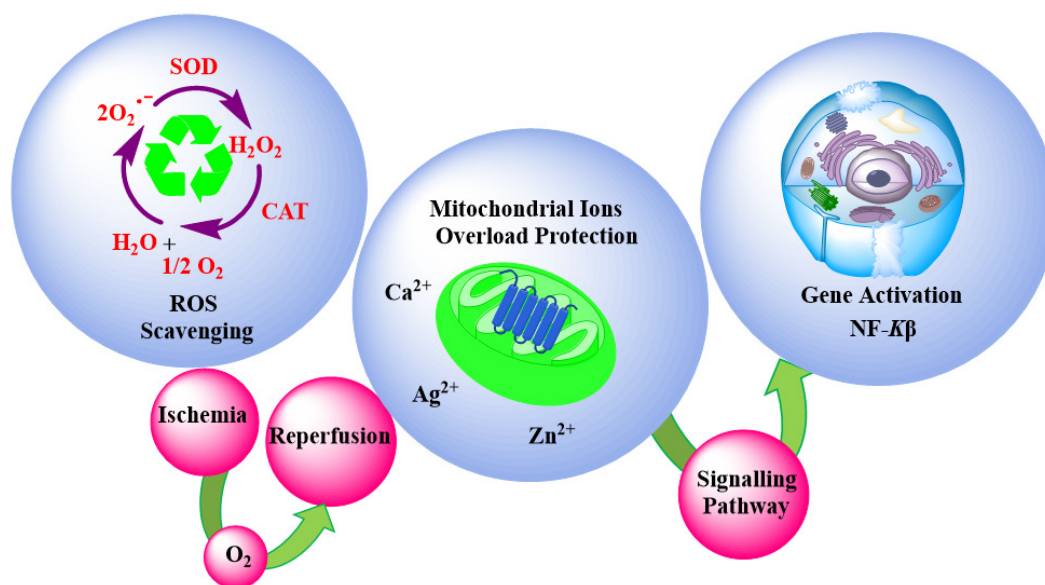 SOD
2O₂˙⁻
H₂O₂
CAT
H₂O +
1/2 O₂
ROS
Scavenging
Ischemia
O₂
Reperfusion
Mitochondrial Ions
Overload Protection
Ca²⁺
Ag²⁺
Zn²⁺
Signalling
Pathway
Gene Activation
NF-Kβ